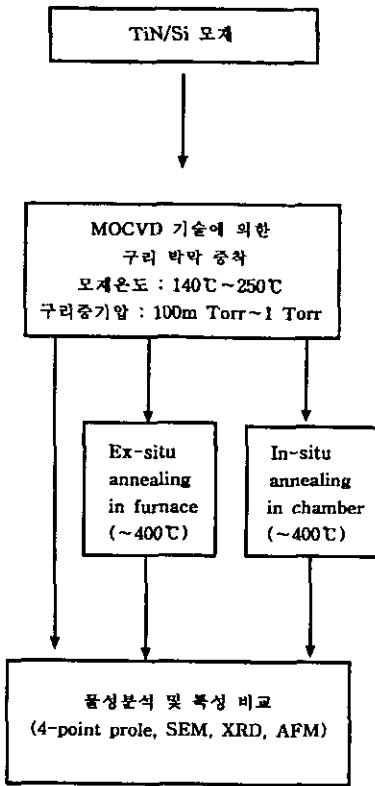 TiN/Si 모재
MOCVD 기술에 의한
구리 박막 증착
모재온도 : 140℃~250℃
구리증기압 : 100m Torr~1 Torr
Ex-situ
annealing
in furnace
(~400℃)
In-situ
annealing
in chamber
(~400℃)
물성분석 및 특성 비교
(4-point prole, SEM, XRD, AFM)